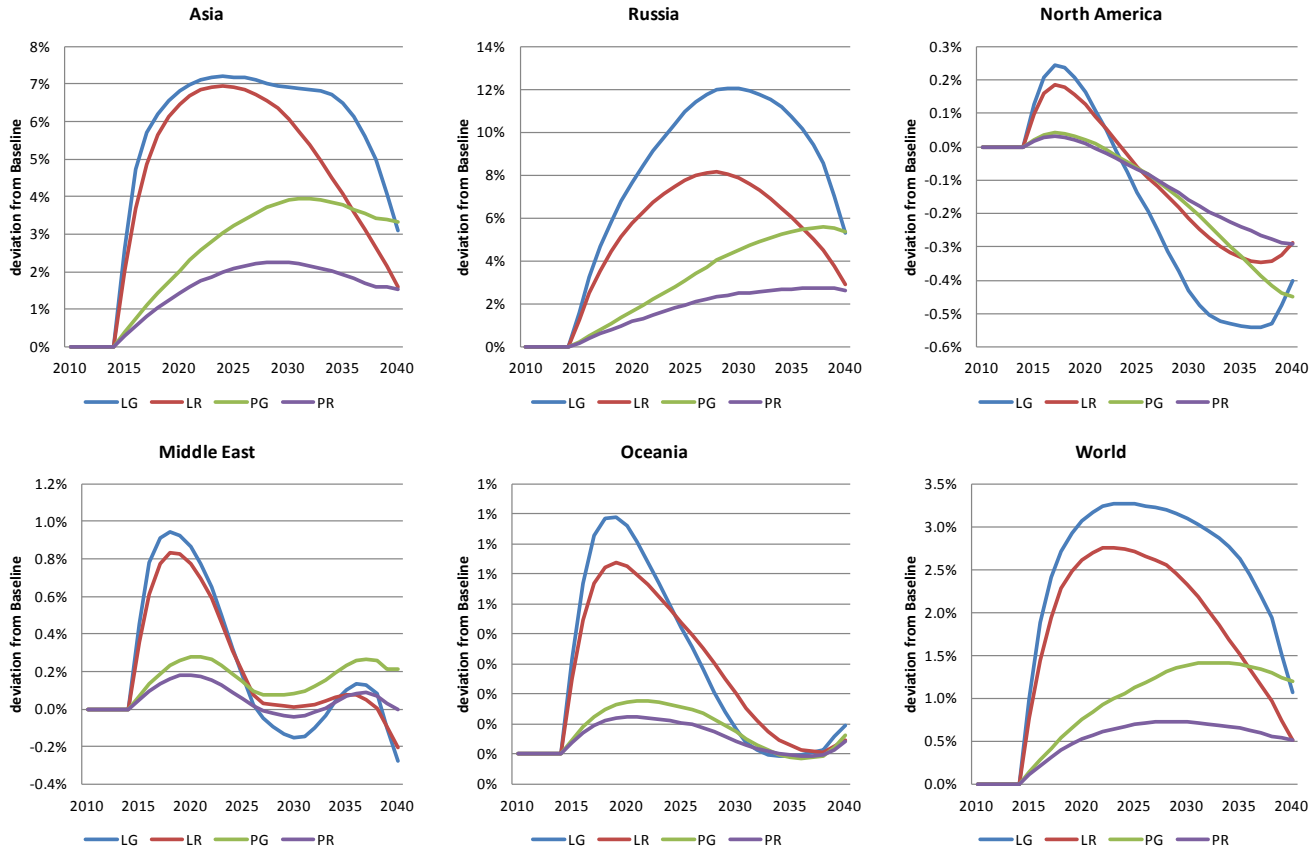 Asia
deviation from Baseline
8%
7%
6%
5%
4%
3%
2%
1%
0%
2010 2015 2020 2025 2030 2035 2040
LG LR PG PR
Russia
deviation from Baseline
14%
12%
10%
8%
6%
4%
2%
0%
2010 2015 2020 2025 2030 2035 2040
LG LR PG PR
North America
deviation from Baseline
0.3%
0.2%
0.1%
0.0%
-0.1%
-0.2%
-0.3%
-0.4%
-0.5%
-0.6%
2010 2015 2020 2025 2030 2035 2040
LG LR PG PR
Middle East
deviation from Baseline
1.2%
1.0%
0.8%
0.6%
0.4%
0.2%
0.0%
-0.2%
-0.4%
2010 2015 2020 2025 2030 2035 2040
LG LR PG PR
Oceania
deviation from Baseline
1%
1%
1%
1%
1%
0%
0%
0%
0%
0%
0%
2010 2015 2020 2025 2030 2035 2040
LG LR PG PR
World
deviation from Baseline
3.5%
3.0%
2.5%
2.0%
1.5%
1.0%
0.5%
0.0%
2010 2015 2020 2025 2030 2035 2040
LG LR PG PR